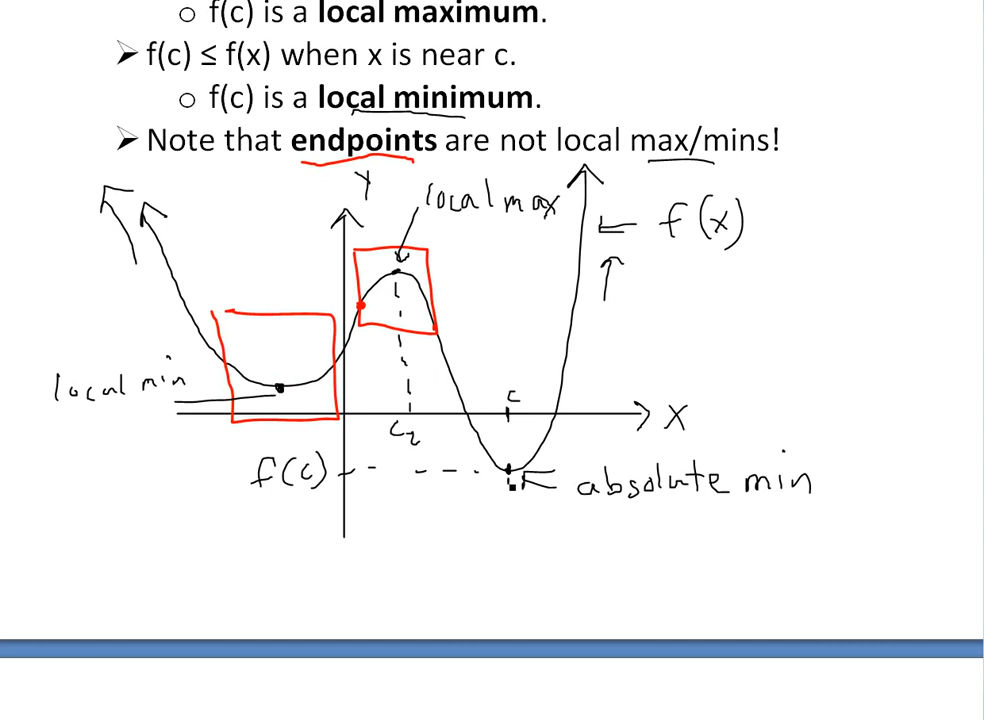 ○ f(c) is a local maximum.
➤ f(c) ≤ f(x) when x is near c.
○ f(c) is a local minimum.
➤ Note that endpoints are not local max/mins!
Y
local max
f(x)
local min
c
X
c₂
f(c)
absolute min